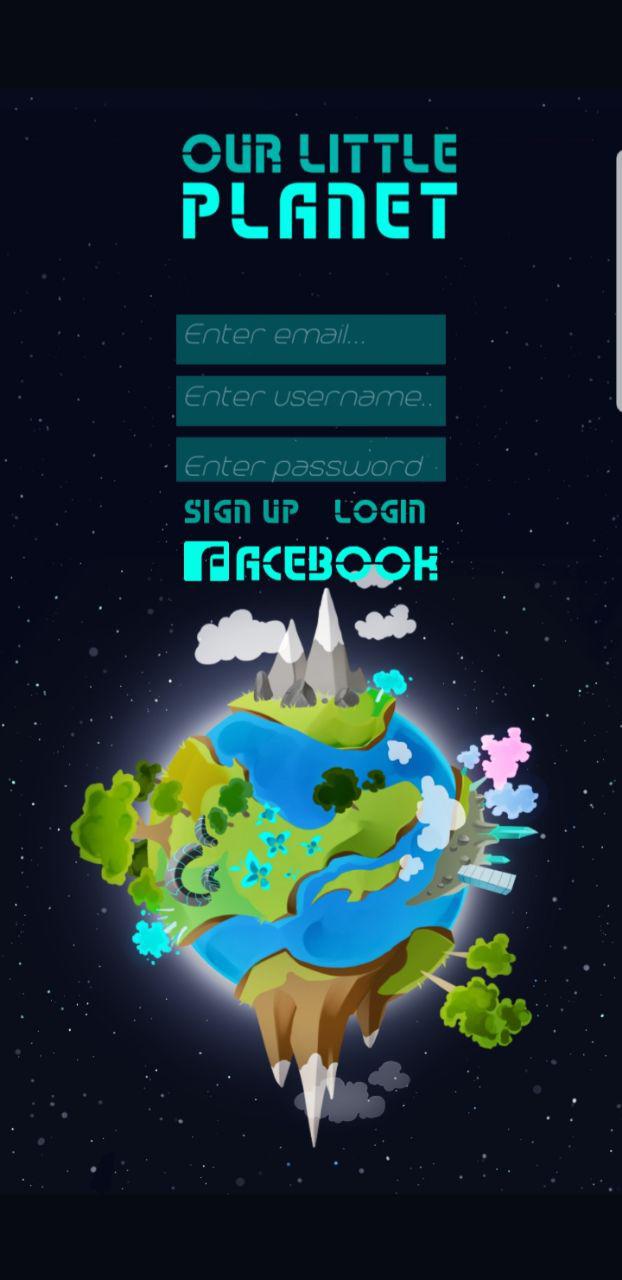 OUR LITTLE
PLANET
Enter email...
Enter username..
Enter password
SIGN UP LOGIN
FACEBOOK